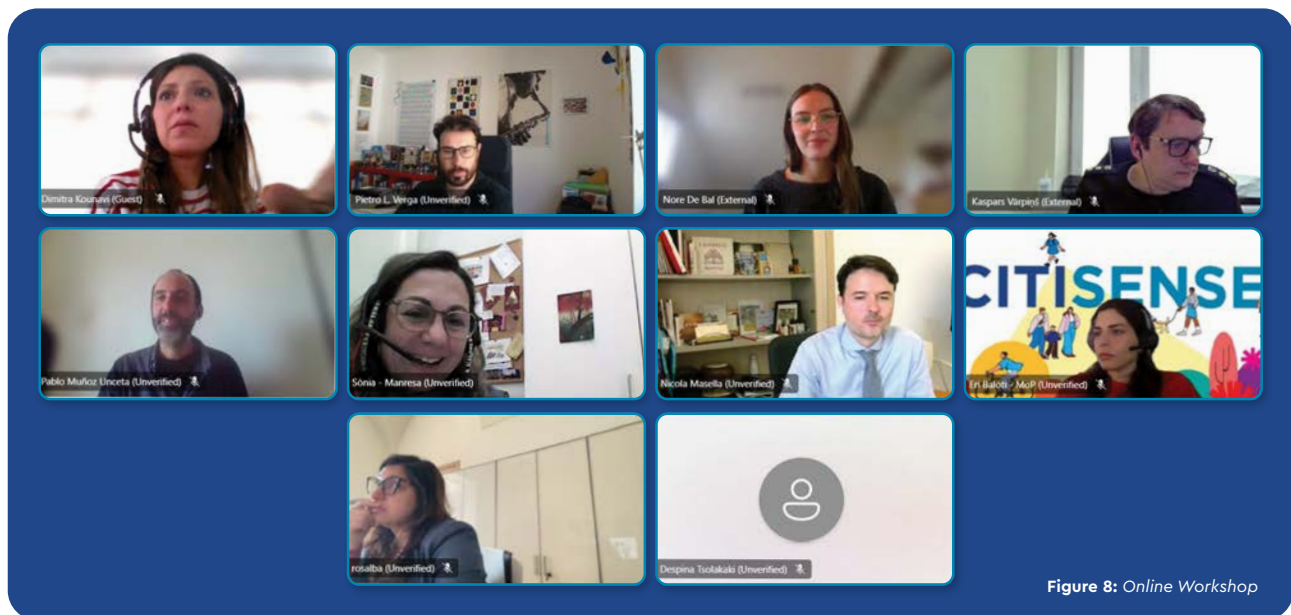 Dimitra Kounavi (Guest)
Pietro L. Verga (Unverified)
Nore De Bal (External)
Kaspars Vārpiņš (External)
Pablo Muñoz Unceta (Unverified)
Sònia - Manresa (Unverified)
Nicola Masella (Unverified)
CITISENSE
Eri Baloti - MoP (Unverified)
rosalba (Unverified)
Despina Tsolakaki (Unverified)
Figure 8: Online Workshop